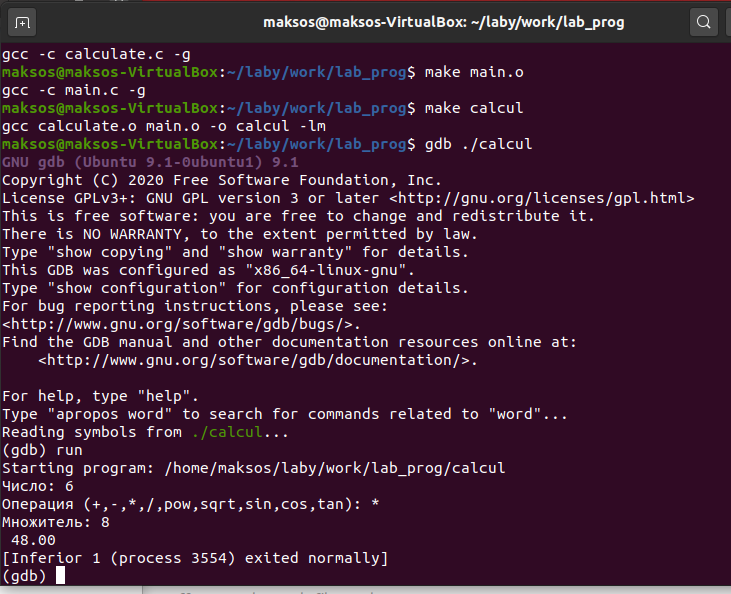 maksos@maksos-VirtualBox: ~/laby/work/lab_prog
gcc -c calculate.c -g
maksos@maksos-VirtualBox:~/laby/work/lab_prog$ make main.o
gcc -c main.c -g
maksos@maksos-VirtualBox:~/laby/work/lab_prog$ make calcul
gcc calculate.o main.o -o calcul -lm
maksos@maksos-VirtualBox:~/laby/work/lab_prog$ gdb ./calcul
GNU gdb (Ubuntu 9.1-0ubuntu1) 9.1
Copyright (C) 2020 Free Software Foundation, Inc.
License GPLv3+: GNU GPL version 3 or later <http://gnu.org/licenses/gpl.html>
This is free software: you are free to change and redistribute it.
There is NO WARRANTY, to the extent permitted by law.
Type "show copying" and "show warranty" for details.
This GDB was configured as "x86_64-linux-gnu".
Type "show configuration" for configuration details.
For bug reporting instructions, please see:
<http://www.gnu.org/software/gdb/bugs/>.
Find the GDB manual and other documentation resources online at:
    <http://www.gnu.org/software/gdb/documentation/>.
For help, type "help".
Type "apropos word" to search for commands related to "word"...
Reading symbols from ./calcul...
(gdb) run
Starting program: /home/maksos/laby/work/lab_prog/calcul
Число: 6
Операция (+,-,*,/,pow,sqrt,sin,cos,tan): *
Множитель: 8
 48.00
[Inferior 1 (process 3554) exited normally]
(gdb)